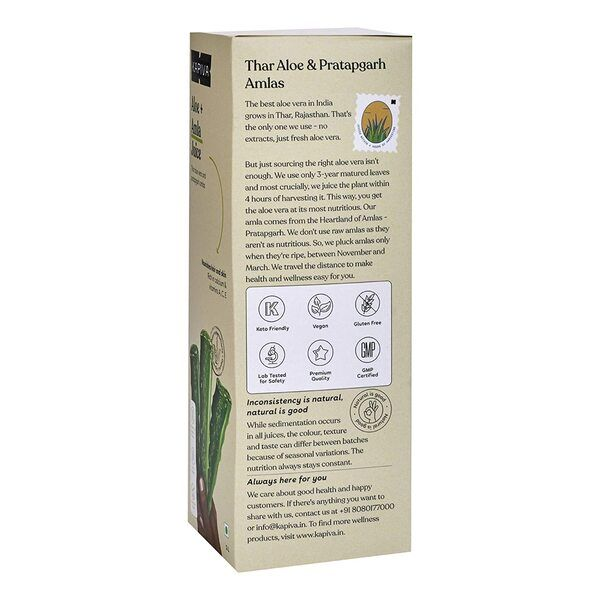 KAPIVA
Aloe +
Amla
Juice
Thar Aloe & Pratapgarh
Amlas
The best aloe vera in India
grows in Thar, Rajasthan. That's
the only one we use - no
extracts, just fresh aloe vera.
But just sourcing the right aloe vera isn't
enough. We use only 3-year matured leaves
and most crucially, we juice the plant within
4 hours of harvesting it. This way, you get
the aloe vera at its most nutritious. Our
amla comes from the Heartland of Amlas -
Pratapgarh. We don't use raw amlas as they
aren't as nutritious. So, we pluck amlas only
when they're ripe, between November and
March. We travel the distance to make
health and wellness easy for you.
K
Keto Friendly
Vegan
Gluten Free
Lab Tested
for Safety
Premium
Quality
GMP
GMP
Certified
Inconsistency is natural,
natural is good
Natural is good
Natural is good
While sedimentation occurs
in all juices, the colour, texture
and taste can differ between batches
because of seasonal variations. The
nutrition always stays constant.
Always here for you
We care about good health and happy
customers. If there's anything you want to
share with us, contact us at +91 8080177000
or info@kapiva.in. To find more wellness
products, visit www.kapiva.in.